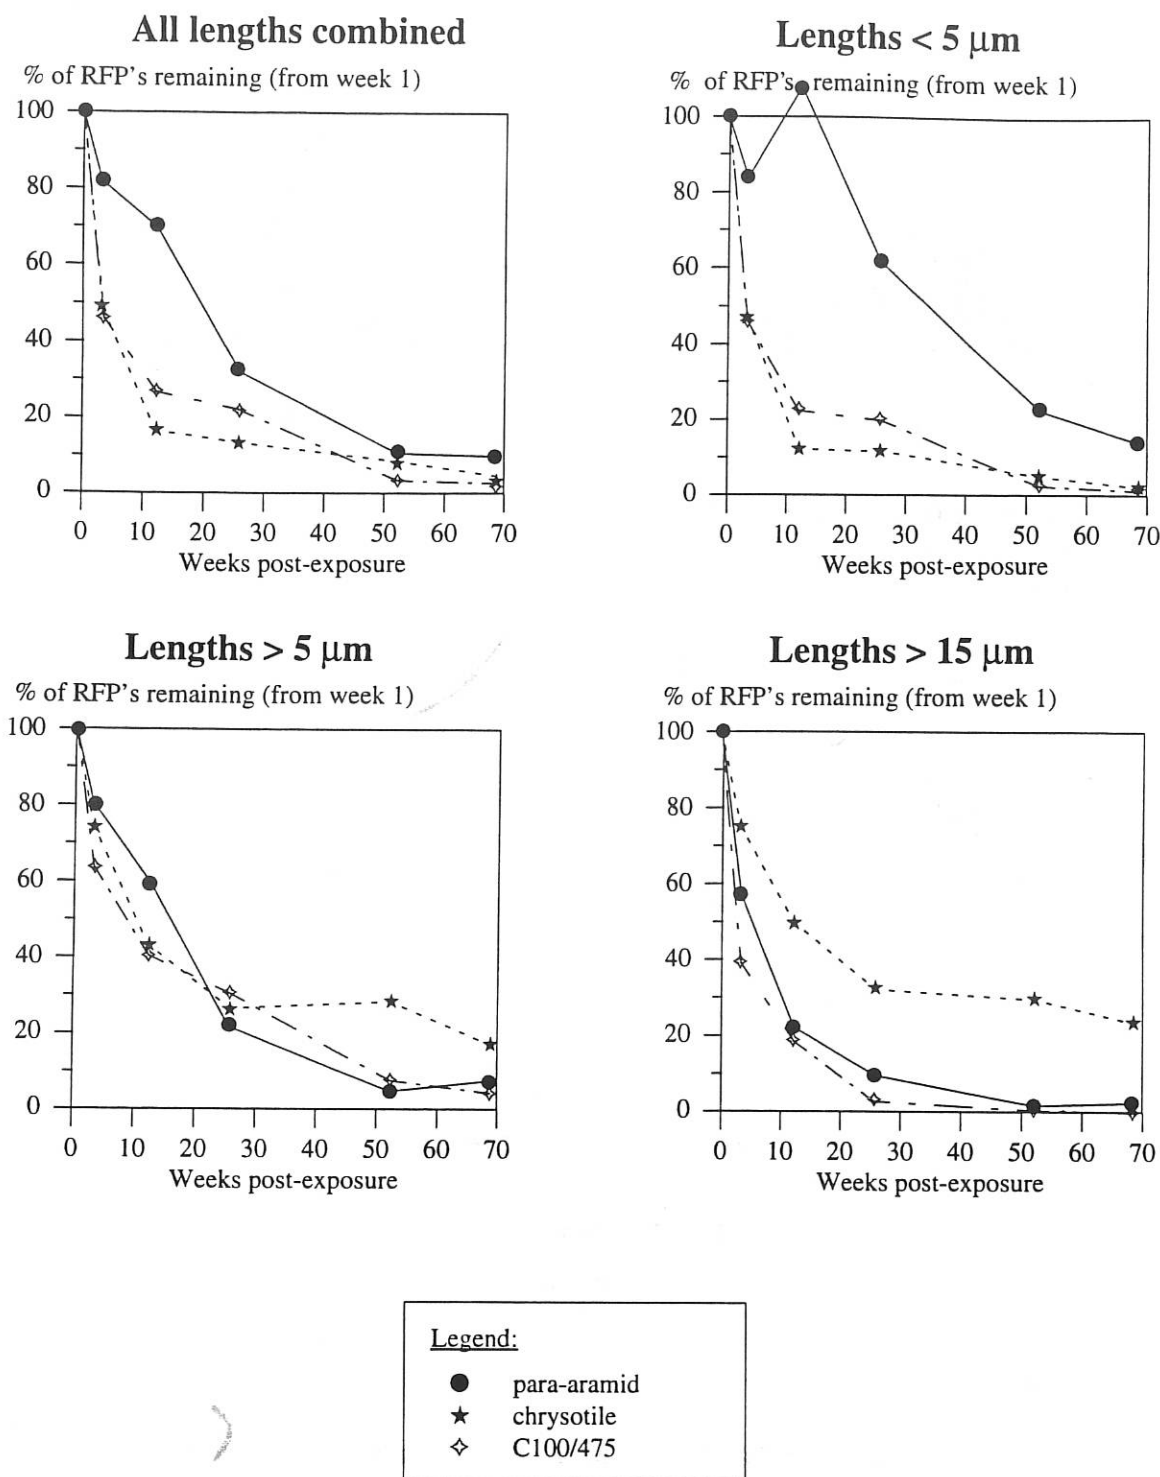 All lengths combined
% of RFP's remaining (from week 1)
100
80
60
40
20
0
0 10 20 30 40 50 60 70
Weeks post-exposure
Lengths < 5 μm
% of RFP's remaining (from week 1)
100
80
60
40
20
0
0 10 20 30 40 50 60 70
Weeks post-exposure
Lengths > 5 μm
% of RFP's remaining (from week 1)
100
80
60
40
20
0
0 10 20 30 40 50 60 70
Weeks post-exposure
Lengths > 15 μm
% of RFP's remaining (from week 1)
100
80
60
40
20
0
0 10 20 30 40 50 60 70
Weeks post-exposure
Legend:
para-aramid
chrysotile
C100/475